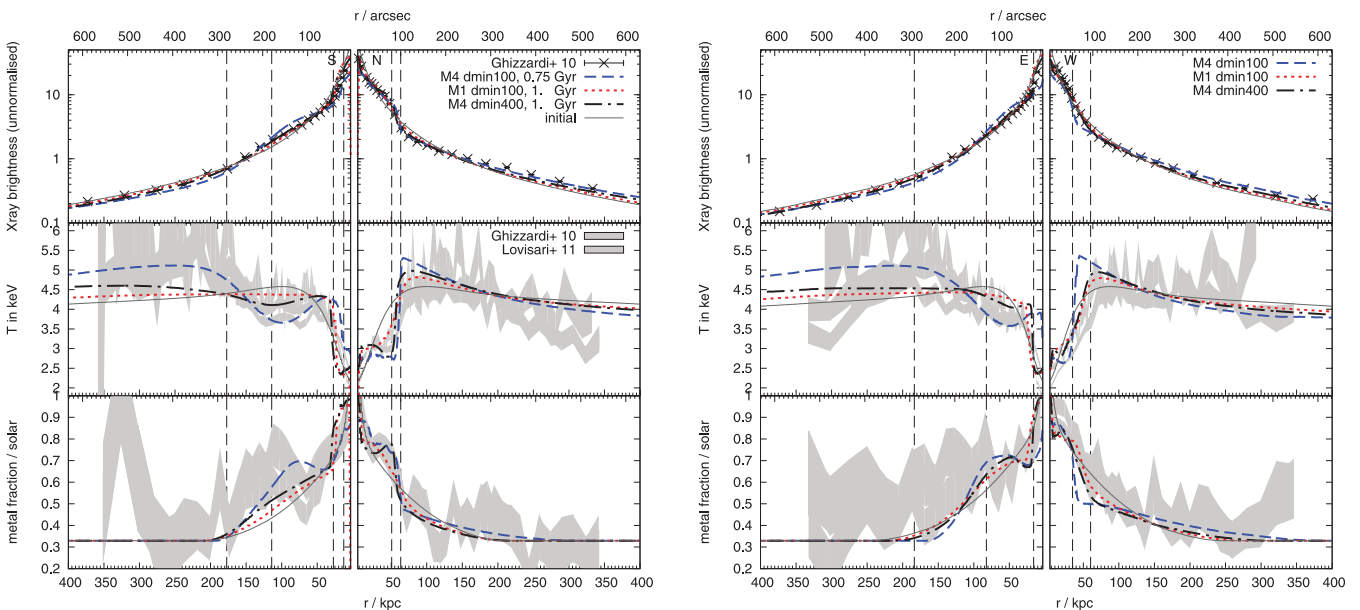 r / arcsec
600 500 400 300 200 100 0 100 200 300 400 500 600
Xray brightness (unnormalised)
10
1
0.1
S N
Ghizzardi+ 10
M4 dmin100, 0.75 Gyr
M1 dmin100, 1. Gyr
M4 dmin400, 1. Gyr
initial
T in keV
6
5.5
5
4.5
4
3.5
3
2.5
2
1
Ghizzardi+ 10
Lovisari+ 11
metal fraction / solar
0.9
0.8
0.7
0.6
0.5
0.4
0.3
0.2
400 350 300 250 200 150 100 50 0 50 100 150 200 250 300 350 400
r / kpc
r / arcsec
600 500 400 300 200 100 0 100 200 300 400 500 600
Xray brightness (unnormalised)
10
1
0.1
E W
M4 dmin100
M1 dmin100
M4 dmin400
T in keV
6
5.5
5
4.5
4
3.5
3
2.5
2
1
metal fraction / solar
0.9
0.8
0.7
0.6
0.5
0.4
0.3
0.2
400 350 300 250 200 150 100 50 0 50 100 150 200 250 300 350 400
r / kpc